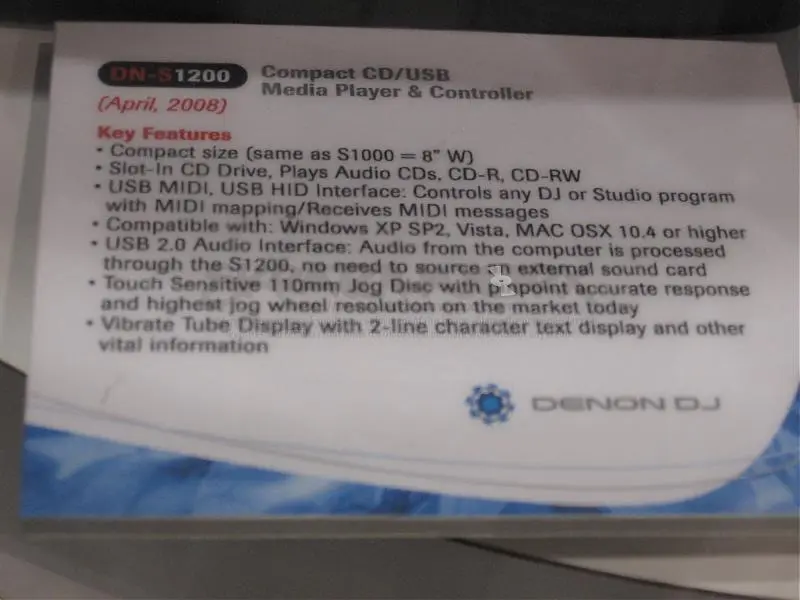 DN-S1200 Compact CD/USB
Media Player & Controller
(April, 2008)
Key Features
• Compact size (same as S1000 = 8" W)
• Slot-In CD Drive, Plays Audio CDs, CD-R, CD-RW
• USB MIDI, USB HID Interface: Controls any DJ or Studio program
with MIDI mapping/Receives MIDI messages
• Compatible with: Windows XP SP2, Vista, MAC OSX 10.4 or higher
• USB 2.0 Audio Interface: Audio from the computer is processed
through the S1200, no need to source external sound card
• Touch Sensitive 110mm Jog Disc with pinpoint accurate response
and highest jog wheel resolution on the market today
• Vibrate Tube Display with 2-line character text display and other
vital information
DENON DJ